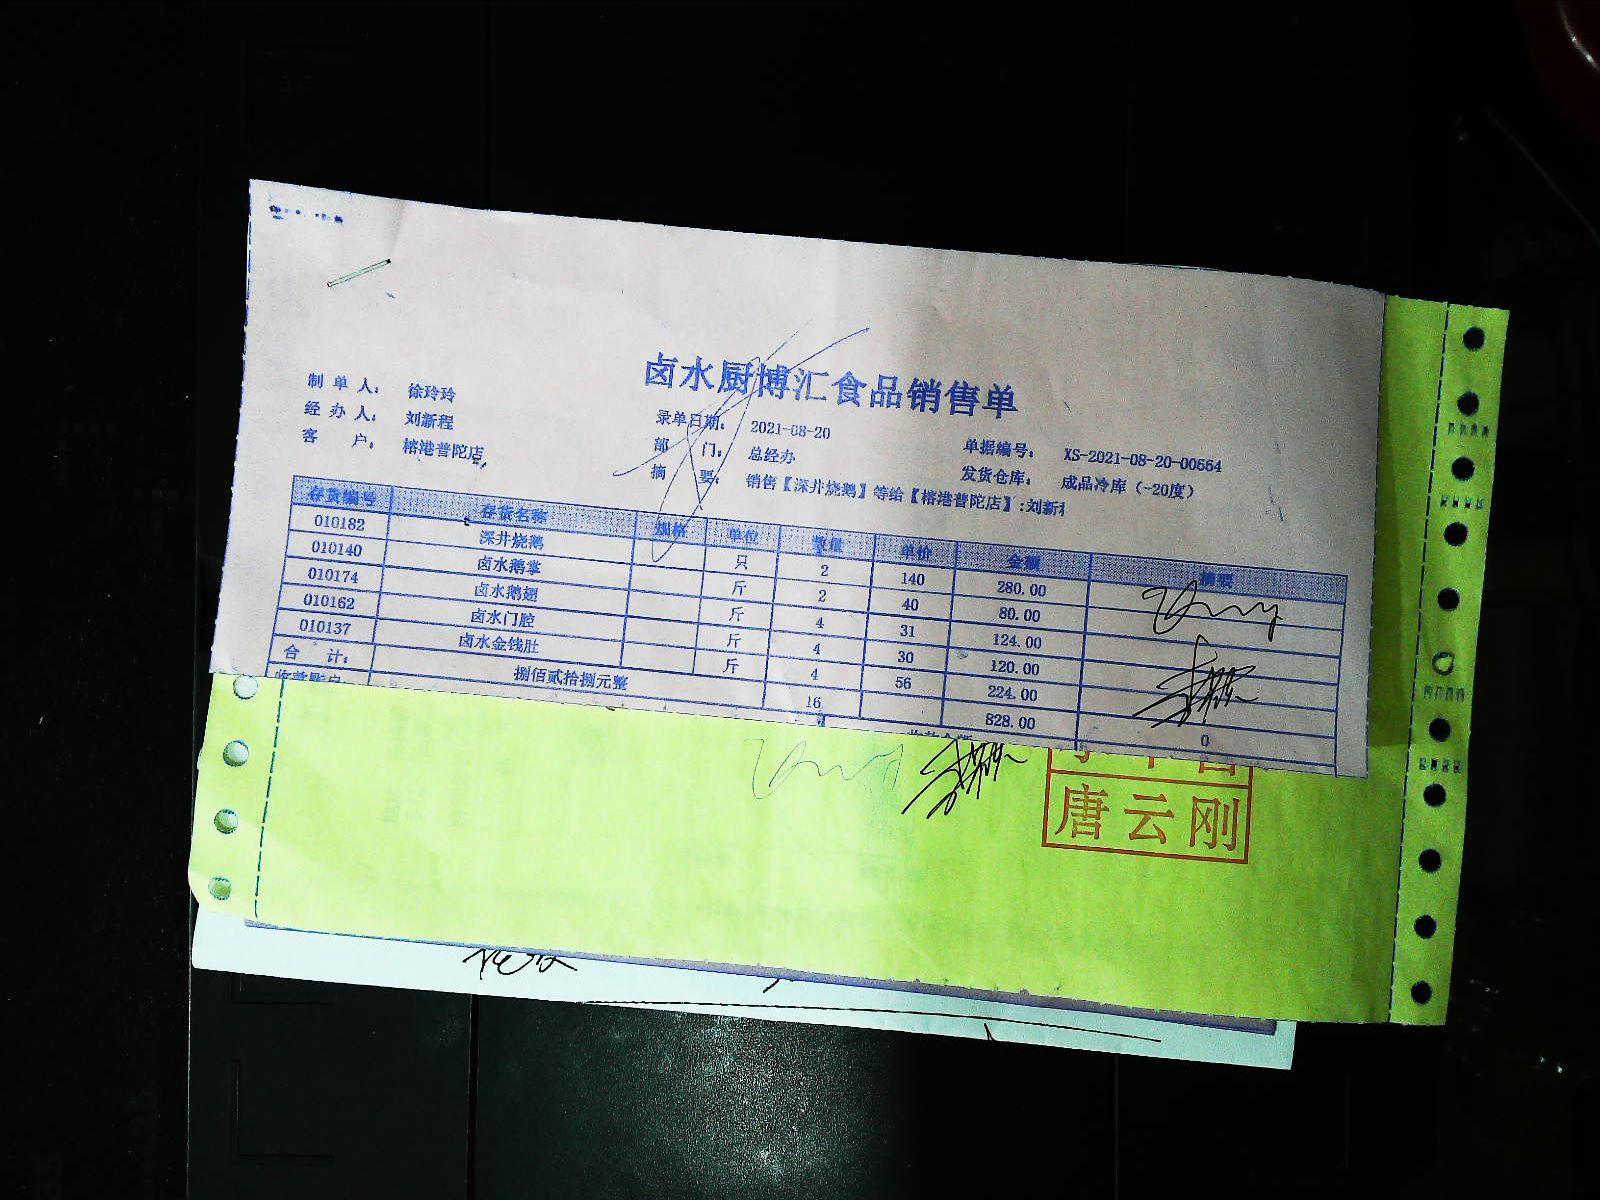 卤水厨博汇食品销售单
制单人： 徐玲玲
经办人： 刘新程 录单日期： 2021-08-20 单据编号： XS-2021-08-20-00564
客 户： 榕港普陀店 部 门： 总经办 发货仓库： 成品冷库（-20度）
摘 要： 销售【深井烧鹅】等给【榕港普陀店】:刘新
存货编号 存货名称 规格 单位 数量 单价 金额 摘要
010182 深井烧鹅 只 2 140 280.00
010140 卤水鹅掌 斤 2 40 80.00
010174 卤水鹅翅 斤 4 31 124.00
010162 卤水门腔 斤 4 30 120.00
010137 卤水金钱肚 斤 4 56 224.00
合 计： 捌佰贰拾捌元整 16 828.00
0
唐云刚